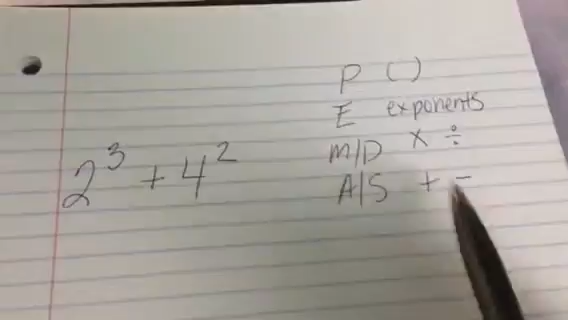 P ( )
E exponents
M/D × ÷
A/S + -
2³ + 4²